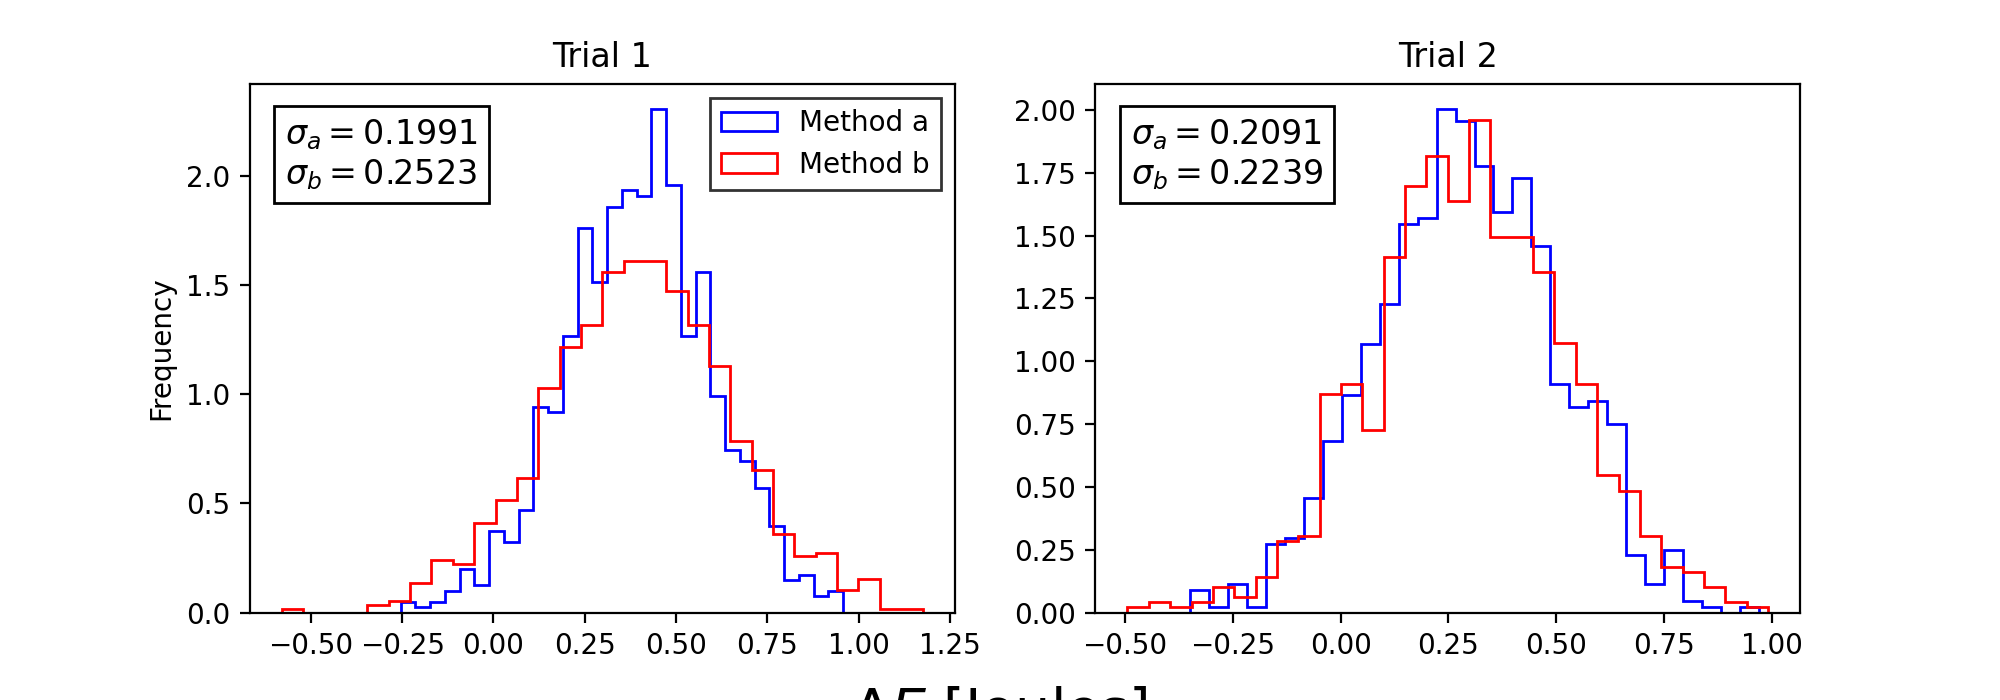 Trial 1
σa = 0.1991
σb = 0.2523
Method a
Method b
Frequency
2.0
1.5
1.0
0.5
0.0
−0.50 −0.25 0.00 0.25 0.50 0.75 1.00 1.25
Trial 2
σa = 0.2091
σb = 0.2239
2.00
1.75
1.50
1.25
1.00
0.75
0.50
0.25
0.00
−0.50 −0.25 0.00 0.25 0.50 0.75 1.00
ΔE [Joules]